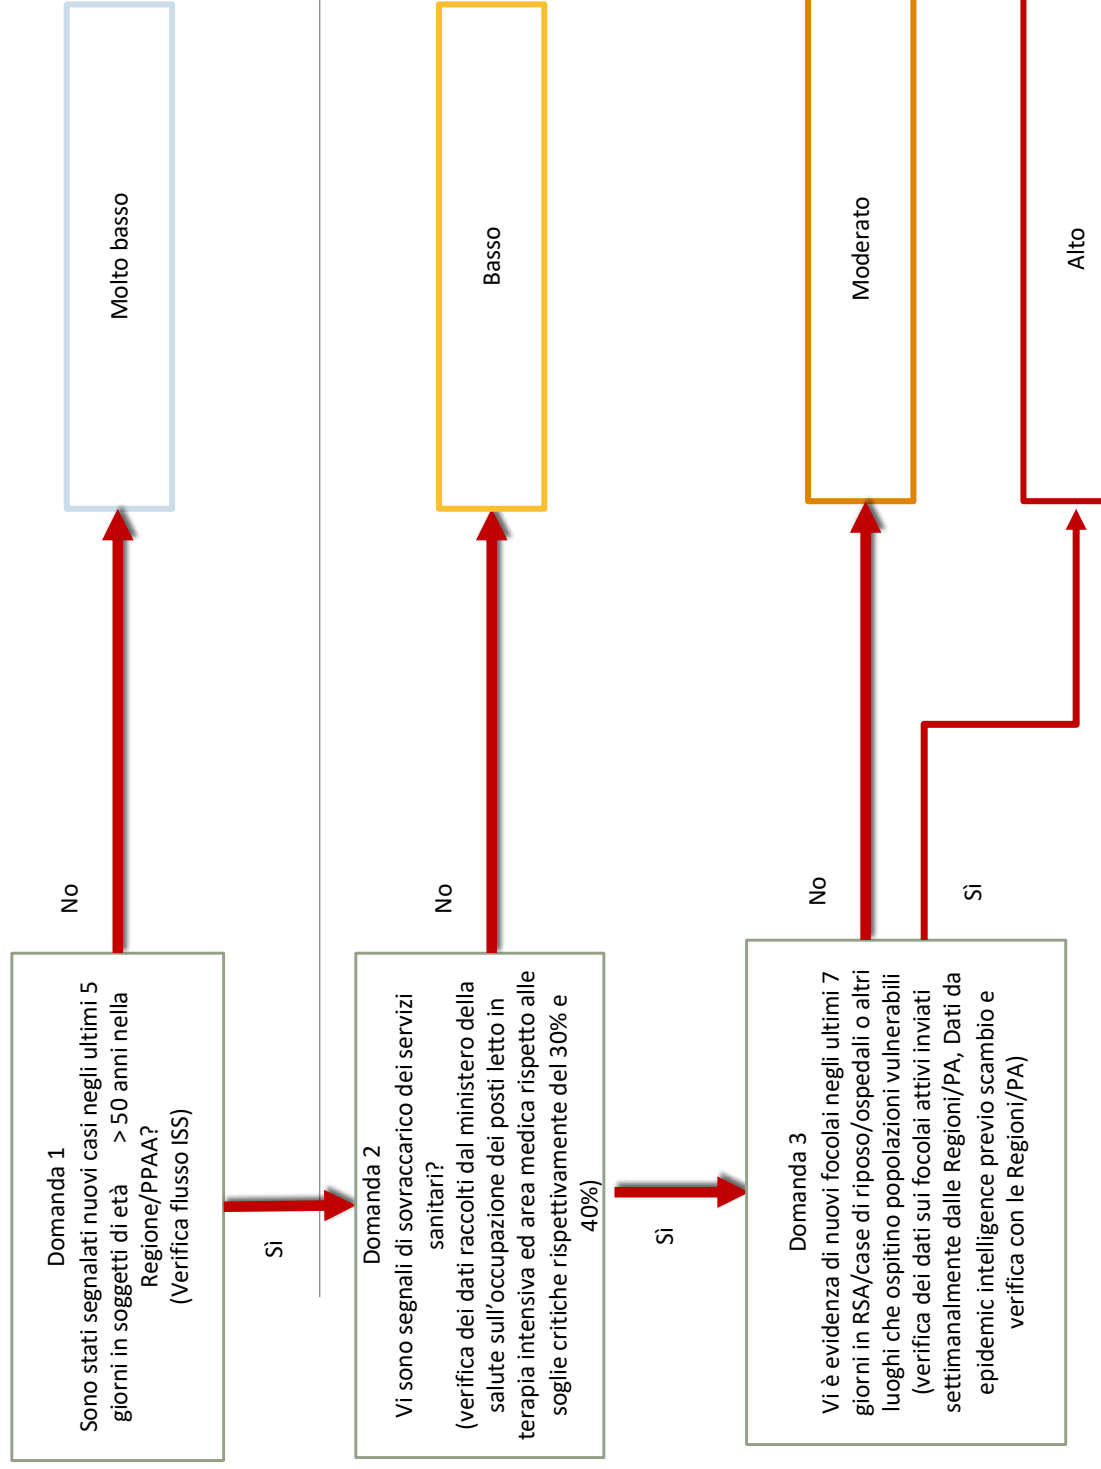 Domanda 1
Sono stati segnalati nuovi casi negli ultimi 5
giorni in soggetti di età > 50 anni nella
Regione/PPAA?
(Verifica flusso ISS)
No
Molto basso
Sì
Domanda 2
Vi sono segnali di sovraccarico dei servizi
sanitari?
(verifica dei dati raccolti dal ministero della
salute sull'occupazione dei posti letto in
terapia intensiva ed area medica rispetto alle
soglie critiche rispettivamente del 30% e
40%)
No
Basso
Sì
Domanda 3
Vi è evidenza di nuovi focolai negli ultimi 7
giorni in RSA/case di riposo/ospedali o altri
luoghi che ospitino popolazioni vulnerabili
(verifica dei dati sui focolai attivi inviati
settimanalmente dalle Regioni/PA, Dati da
epidemic intelligence previo scambio e
verifica con le Regioni/PA)
No
Moderato
Sì
Alto